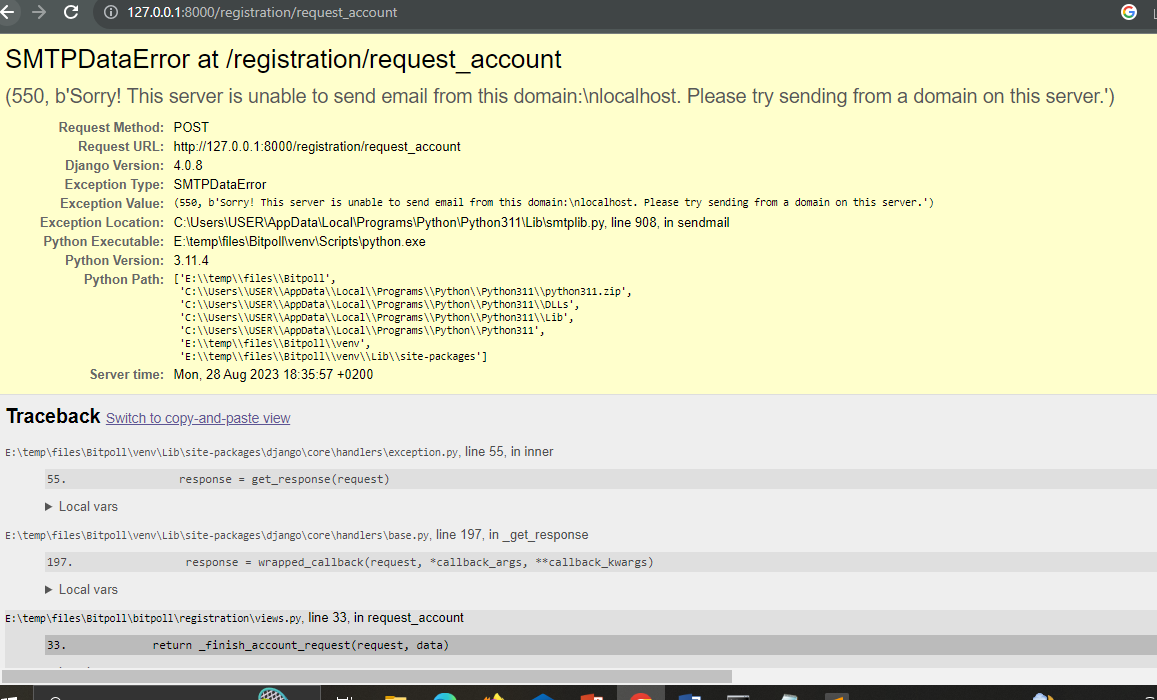 127.0.0.1:8000/registration/request_account
SMTPDataError at /registration/request_account
(550, b'Sorry! This server is unable to send email from this domain:\nlocalhost. Please try sending from a domain on this server.')
Request Method: POST
Request URL: http://127.0.0.1:8000/registration/request_account
Django Version: 4.0.8
Exception Type: SMTPDataError
Exception Value: (550, b'Sorry! This server is unable to send email from this domain:\nlocalhost. Please try sending from a domain on this server.')
Exception Location: C:\Users\USER\AppData\Local\Programs\Python\Python311\Lib\smtplib.py, line 908, in sendmail
Python Executable: E:\temp\files\Bitpoll\venv\Scripts\python.exe
Python Version: 3.11.4
Python Path: ['E:\\temp\\files\\Bitpoll',
'C:\\Users\\USER\\AppData\\Local\\Programs\\Python\\Python311\\python311.zip',
'C:\\Users\\USER\\AppData\\Local\\Programs\\Python\\Python311\\DLLs',
'C:\\Users\\USER\\AppData\\Local\\Programs\\Python\\Python311\\Lib',
'C:\\Users\\USER\\AppData\\Local\\Programs\\Python\\Python311',
'E:\\temp\\files\\Bitpoll\\venv',
'E:\\temp\\files\\Bitpoll\\venv\\Lib\\site-packages']
Server time: Mon, 28 Aug 2023 18:35:57 +0200
Traceback Switch to copy-and-paste view
E:\temp\files\Bitpoll\venv\Lib\site-packages\django\core\handlers\exception.py, line 55, in inner
55. response = get_response(request)
▶ Local vars
E:\temp\files\Bitpoll\venv\Lib\site-packages\django\core\handlers\base.py, line 197, in _get_response
197. response = wrapped_callback(request, *callback_args, **callback_kwargs)
▶ Local vars
E:\temp\files\Bitpoll\bitpoll\registration\views.py, line 33, in request_account
33. return _finish_account_request(request, data)